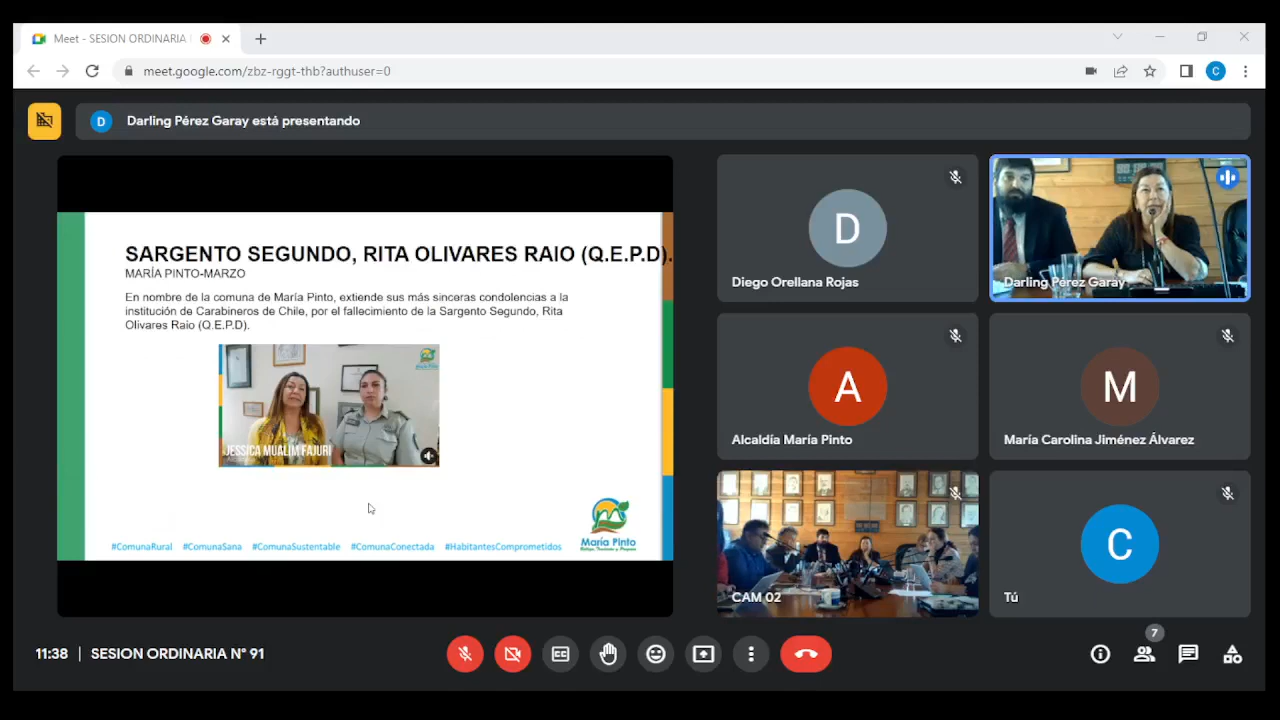 Meet - SESION ORDINARIA
meet.google.com/zbz-rggt-thb?authuser=0
C
D
Darling Pérez Garay está presentando
SARGENTO SEGUNDO, RITA OLIVARES RAIO (Q.E.P.D).
MARÍA PINTO-MARZO
En nombre de la comuna de María Pinto, extiende sus más sinceras condolencias a la
institución de Carabineros de Chile, por el fallecimiento de la Sargento Segundo, Rita
Olivares Raio (Q.E.P.D).
María Pinto
JESSICA MUALIM FAJURI
María Pinto
#ComunaRural #ComunaSana #ComunaSustentable #ComunaConectada #HabitantesComprometidos
D
Diego Orellana Rojas
Darling Pérez Garay
A
Alcaldía María Pinto
M
María Carolina Jiménez Álvarez
CAM 02
C
Tú
11:38 | SESION ORDINARIA N° 91
CC
7